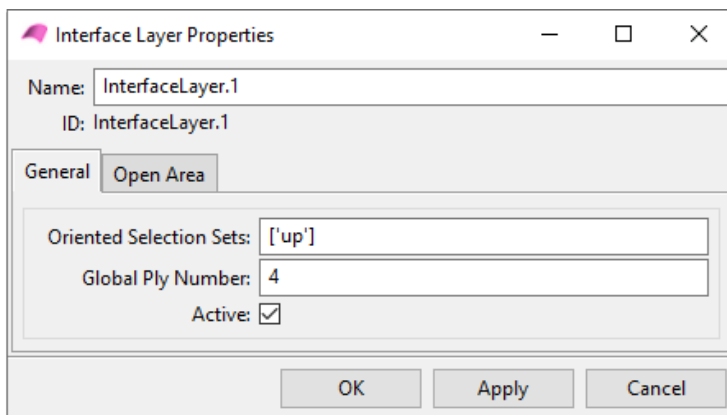 Interface Layer Properties
Name: InterfaceLayer.1
ID: InterfaceLayer.1
General Open Area
Oriented Selection Sets: ['up']
Global Ply Number: 4
Active:
OK Apply Cancel